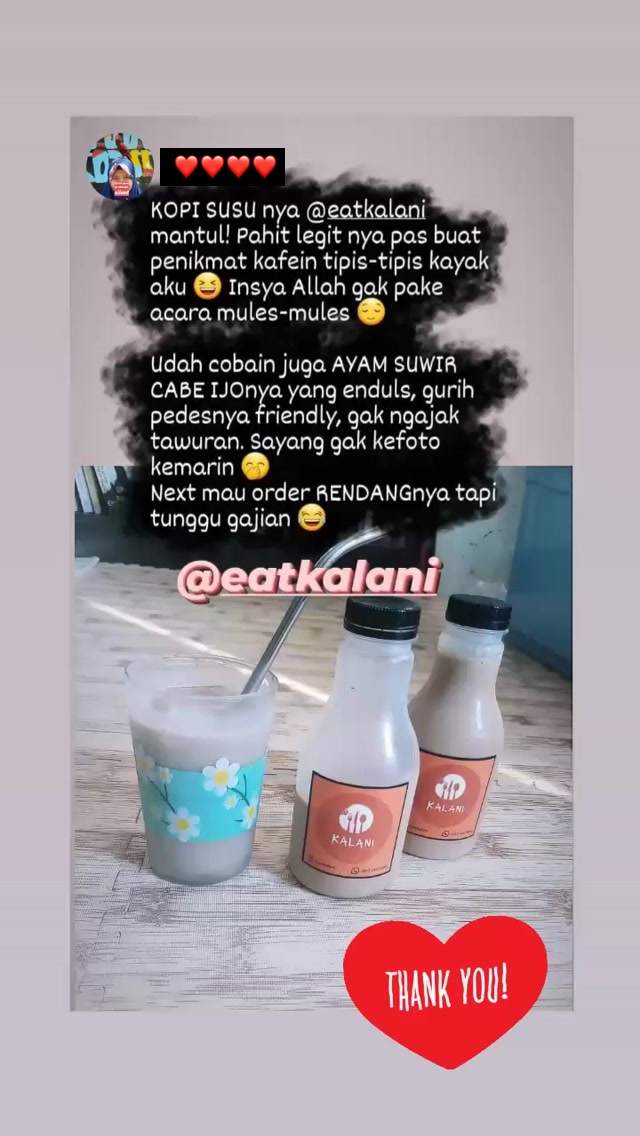 ❤️❤️❤️❤️
KOPI SUSU nya @eatkalani
mantul! Pahit legit nya pas buat
penikmat kafein tipis-tipis kayak
aku 😆 Insya Allah gak pake
acara mules-mules 😌
Udah cobain juga AYAM SUWIR
CABE IJOnya yang enduls, gurih
pedesnya friendly, gak ngajak
tawuran. Sayang gak kefoto
kemarin 🤭
Next mau order RENDANGnya tapi
tunggu gajian 😂
@eatkalani
KALANI
KALANI
THANK YOU!